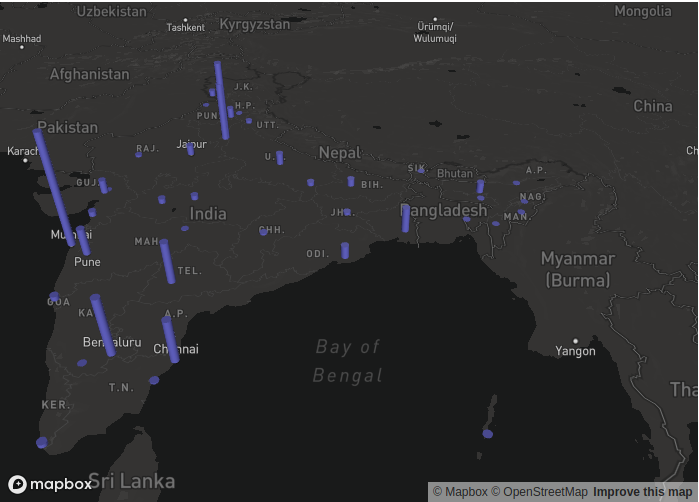 Uzbekistan
Mongolia
Tashkent
Kyrgyzstan
Ürümqi/
Wulumuqi
Mashhad
Afghanistan
J.K.
China
H.P.
PUN.
UTT.
Pakistan
Karach
RAJ.
Jaipur
Nepal
Ch
U.
SIK.
Bhutan
A.P.
GUJ.
BIH.
NAG.
India
JH.
Bangladesh
MAN.
CHH.
Mumbai
MAH.
ODI.
Pune
TEL.
Myanmar
(Burma)
GOA
KA
A.P.
Bengaluru
Chennai
Bay of
Bengal
Yangon
T.N.
Tha
KER.
mapbox
Sri Lanka
© Mapbox © OpenStreetMap Improve this map